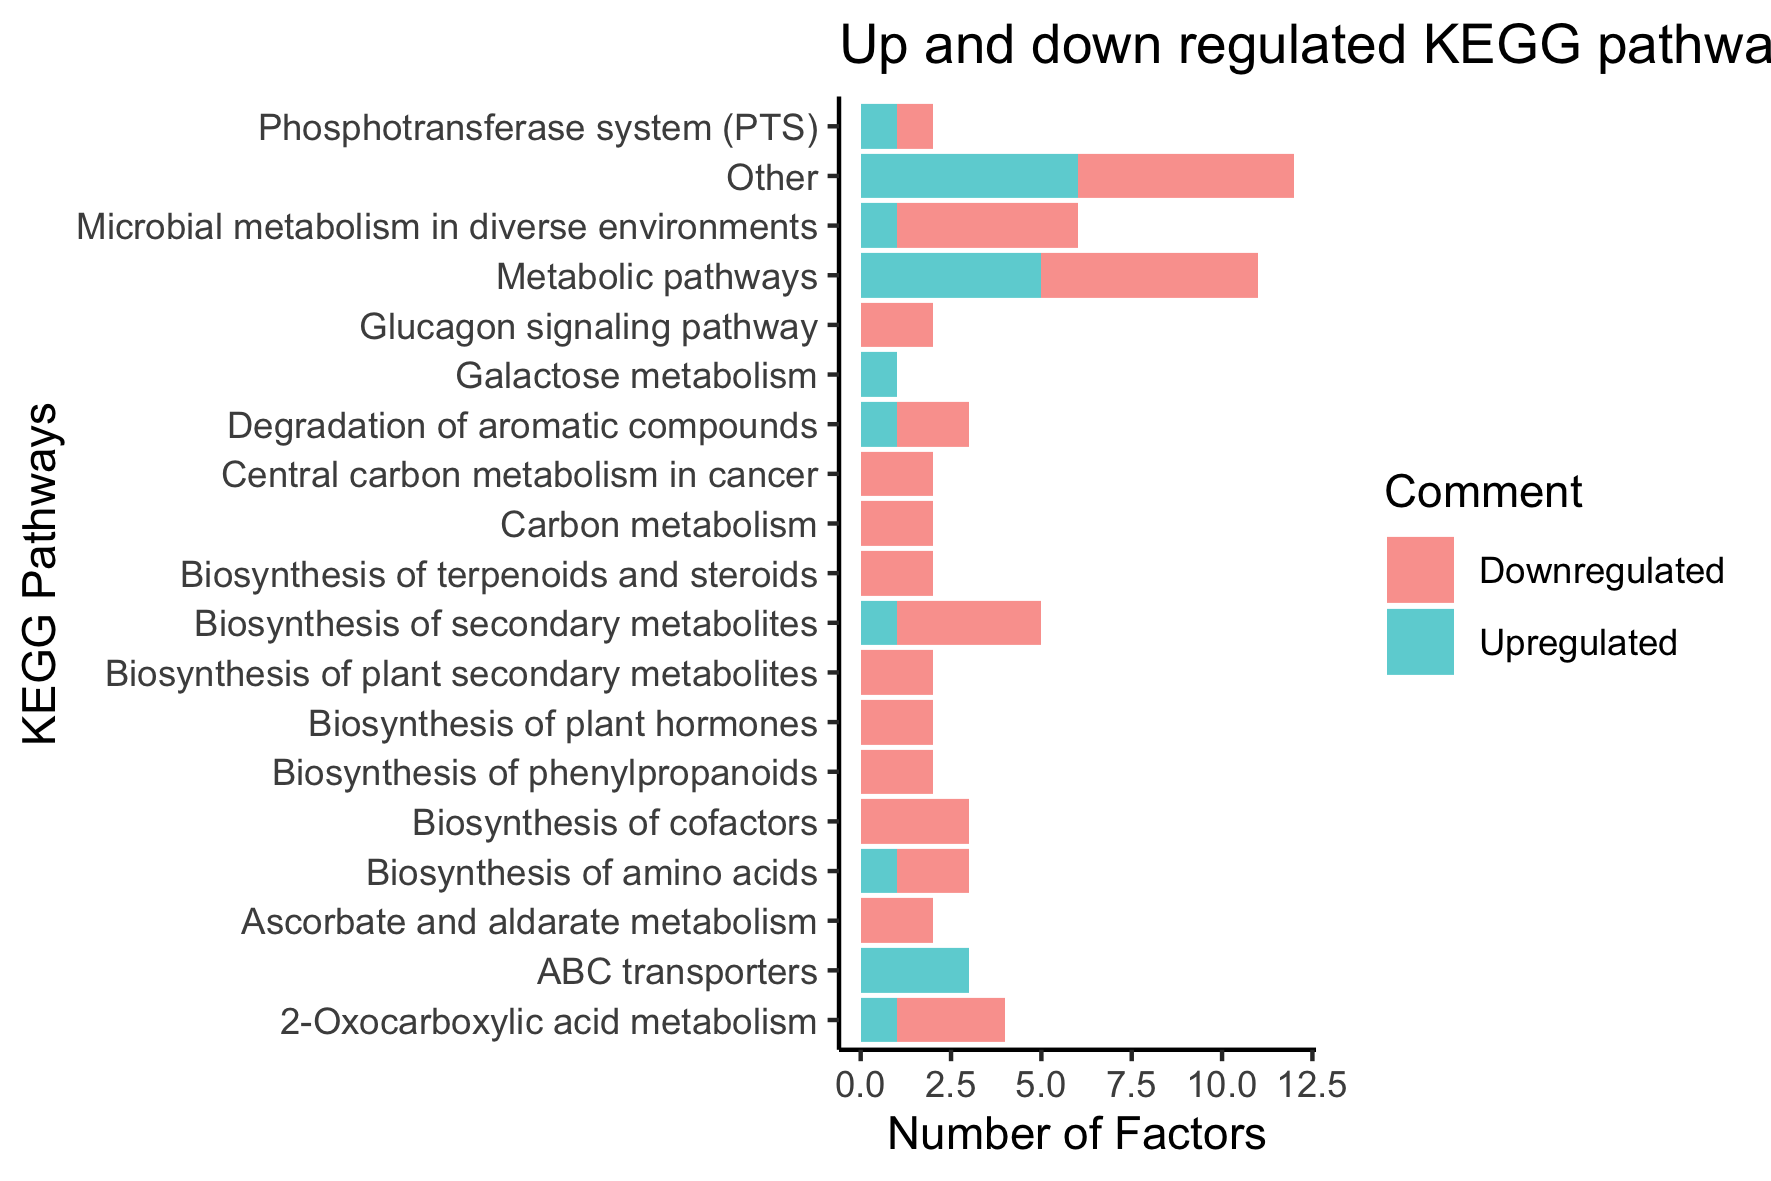 Up and down regulated KEGG pathwa
KEGG Pathways
Phosphotransferase system (PTS)
Other
Microbial metabolism in diverse environments
Metabolic pathways
Glucagon signaling pathway
Galactose metabolism
Degradation of aromatic compounds
Central carbon metabolism in cancer
Carbon metabolism
Biosynthesis of terpenoids and steroids
Biosynthesis of secondary metabolites
Biosynthesis of plant secondary metabolites
Biosynthesis of plant hormones
Biosynthesis of phenylpropanoids
Biosynthesis of cofactors
Biosynthesis of amino acids
Ascorbate and aldarate metabolism
ABC transporters
2-Oxocarboxylic acid metabolism
0.0 2.5 5.0 7.5 10.0 12.5
Number of Factors
Comment
Downregulated
Upregulated